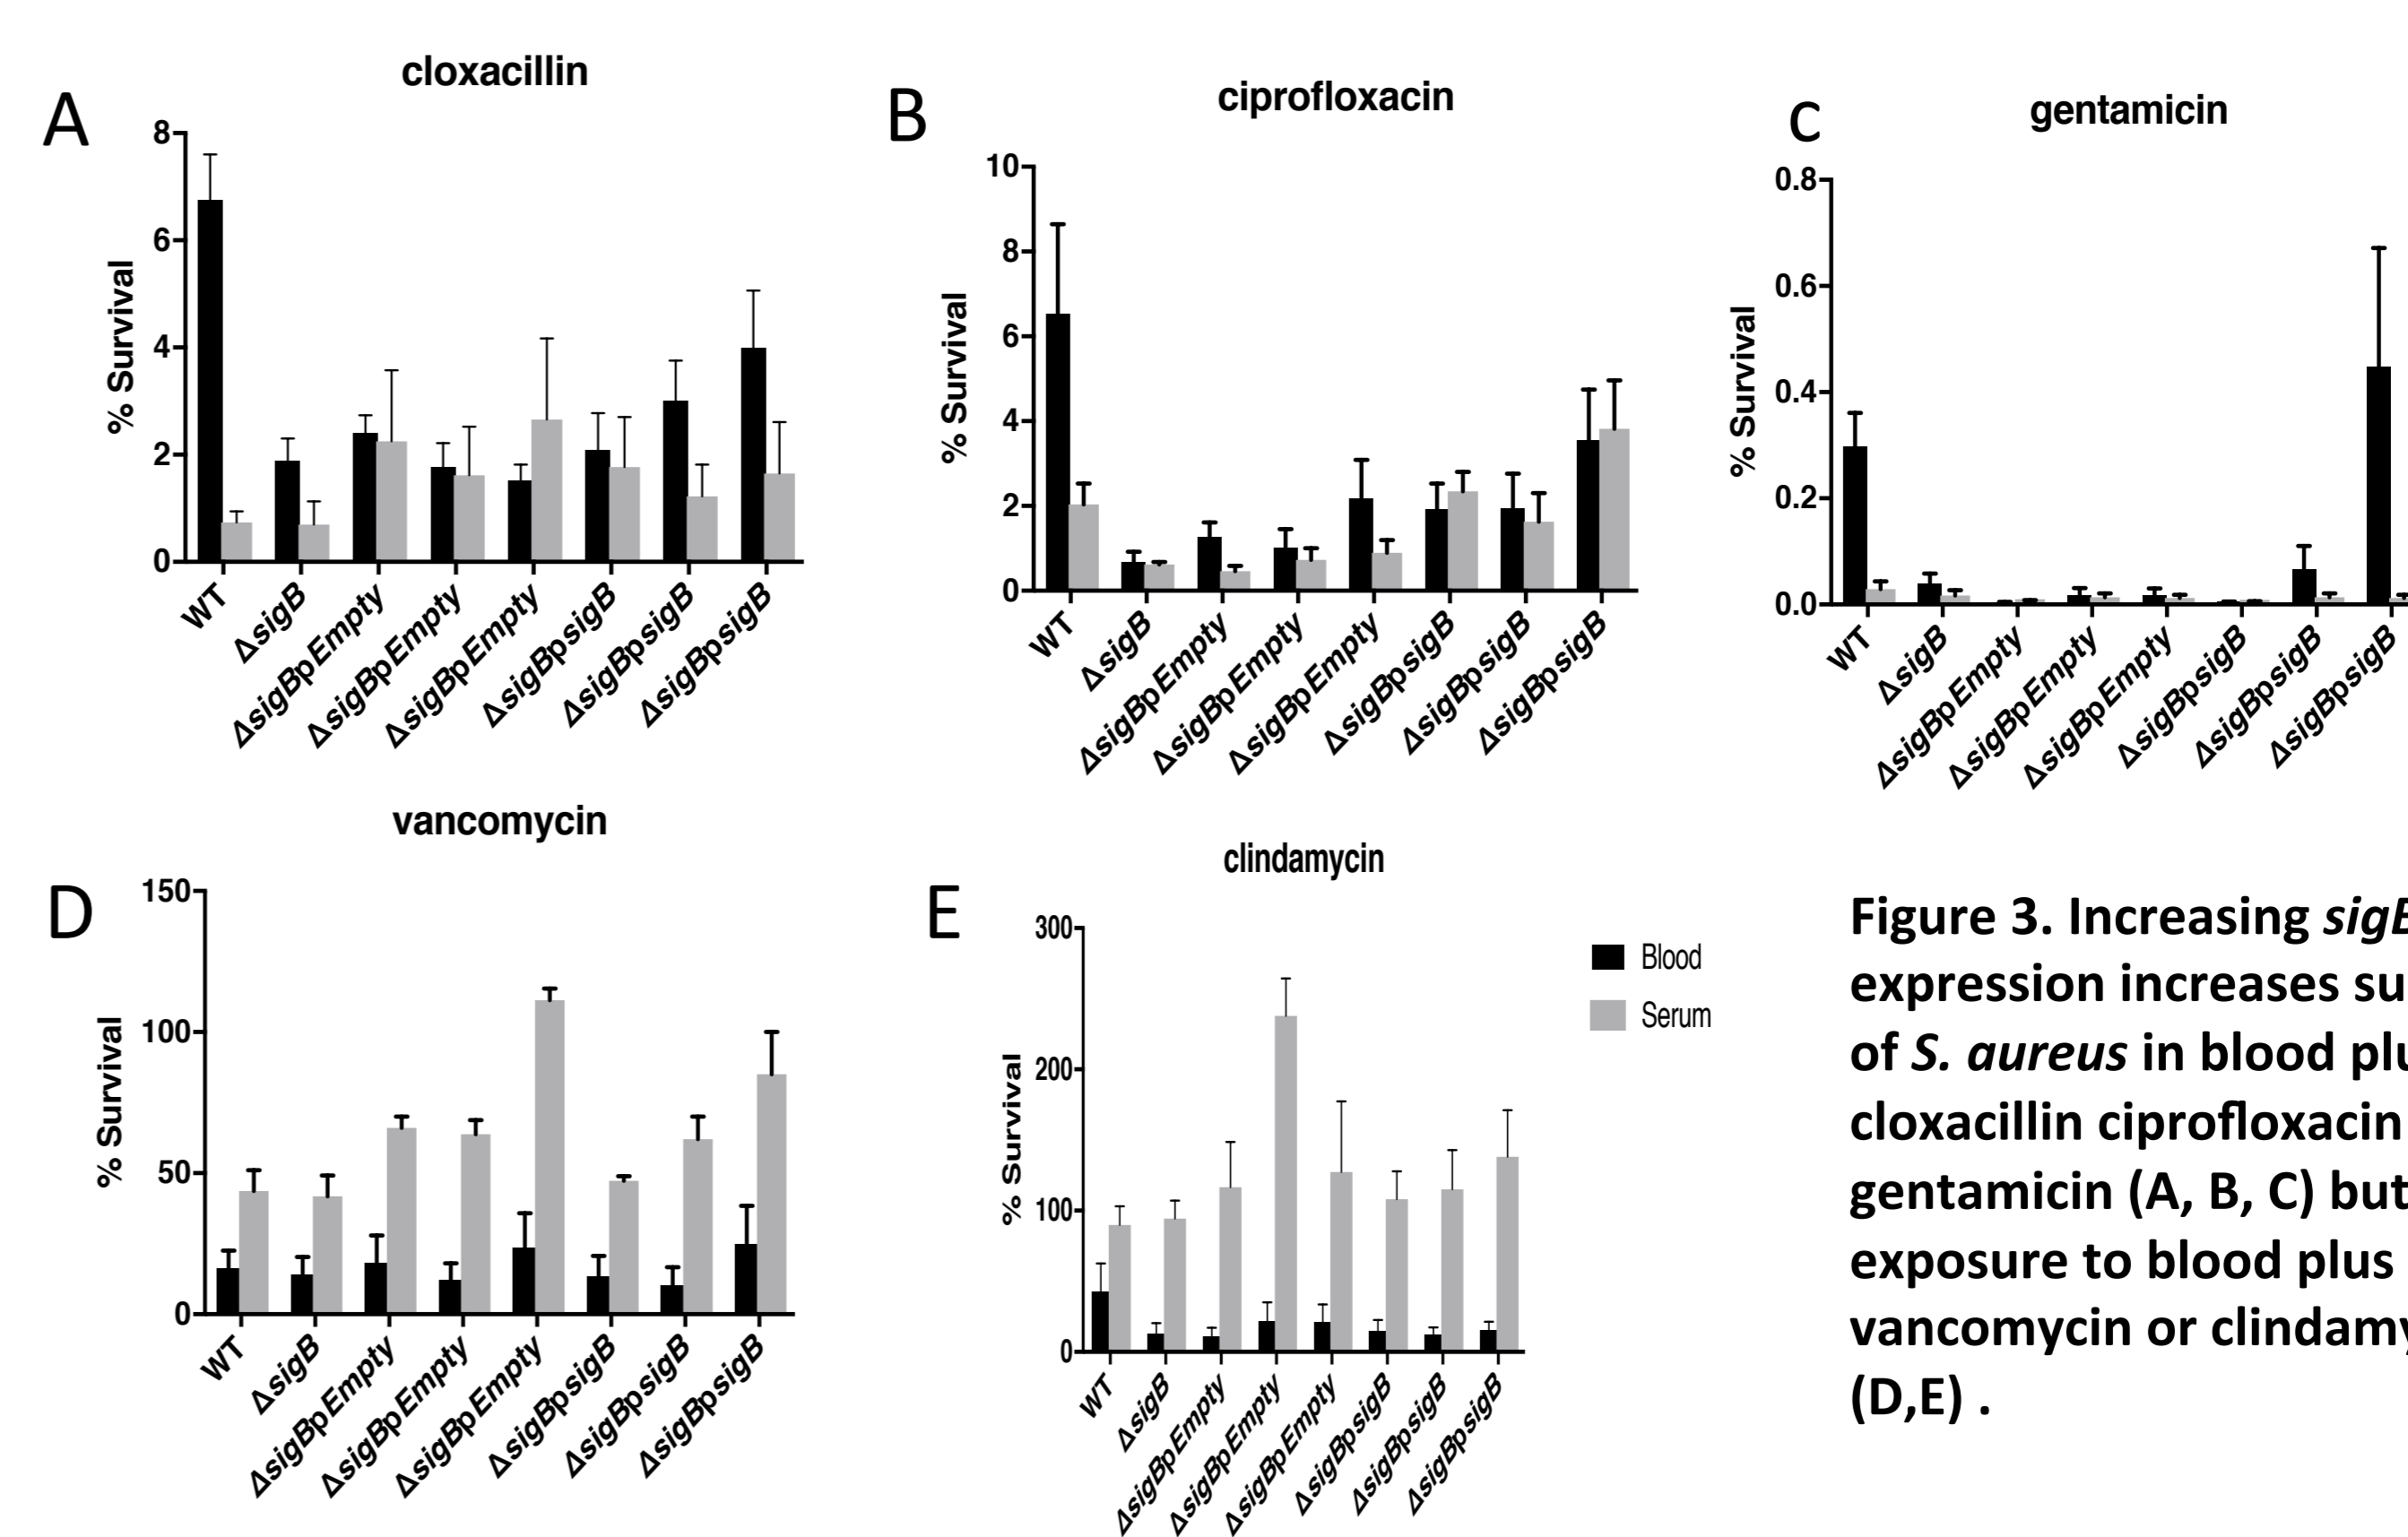 A
cloxacillin
% Survival
8
6
4
2
0
WT
ΔsigB
ΔsigBpEmpty
ΔsigBpEmpty
ΔsigBpEmpty
ΔsigBpsigB
ΔsigBpsigB
ΔsigBpsigB
B
ciprofloxacin
% Survival
10
8
6
4
2
0
WT
ΔsigB
ΔsigBpEmpty
ΔsigBpEmpty
ΔsigBpEmpty
ΔsigBpsigB
ΔsigBpsigB
ΔsigBpsigB
C
gentamicin
% Survival
0.8
0.6
0.4
0.2
0.0
WT
ΔsigB
ΔsigBpEmpty
ΔsigBpEmpty
ΔsigBpEmpty
ΔsigBpsigB
ΔsigBpsigB
ΔsigBpsigB
D
vancomycin
% Survival
150
100
50
0
WT
ΔsigB
ΔsigBpEmpty
ΔsigBpEmpty
ΔsigBpEmpty
ΔsigBpsigB
ΔsigBpsigB
ΔsigBpsigB
E
clindamycin
% Survival
300
200
100
0
WT
ΔsigB
ΔsigBpEmpty
ΔsigBpEmpty
ΔsigBpEmpty
ΔsigBpsigB
ΔsigBpsigB
ΔsigBpsigB
Blood
Serum
Figure 3. Increasing sigB
expression increases su
of S. aureus in blood plu
cloxacillin ciprofloxacin
gentamicin (A, B, C) but
exposure to blood plus
vancomycin or clindamy
(D,E) .